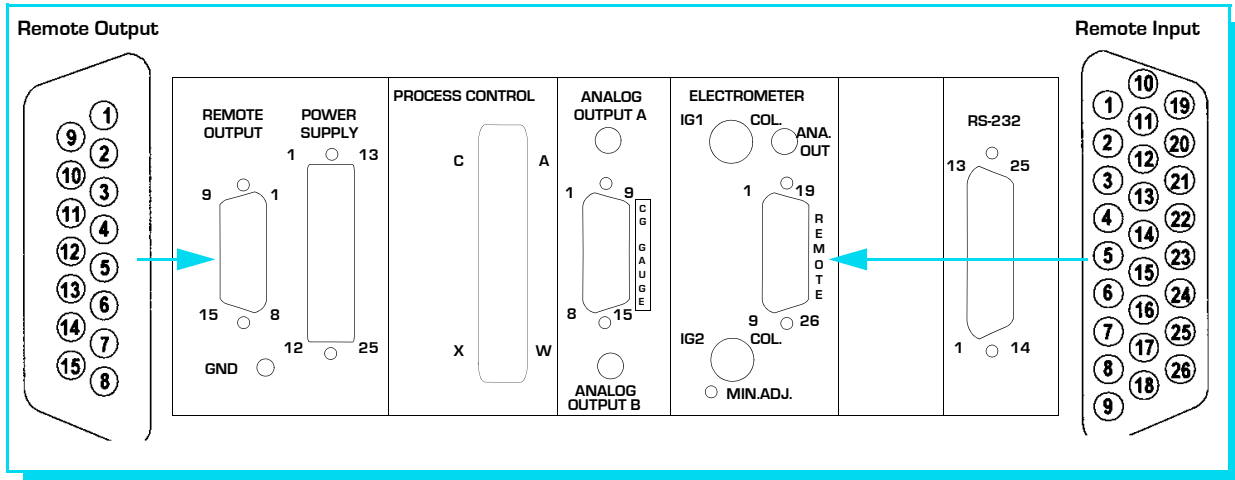 Remote Output
Remote Input
1
2
3
4
5
6
7
8
9
10
11
12
13
14
15
REMOTE
OUTPUT
9 1
15 8
GND
POWER
SUPPLY
1 13
12 25
PROCESS CONTROL
C A
X W
ANALOG
OUTPUT A
1 9
CG GAUGE
8 15
ANALOG
OUTPUT B
ELECTROMETER
IG1 COL.
ANA.
OUT
1 19
REMOTE
9 26
IG2 COL.
MIN.ADJ.
RS-232
13 25
1 14
1
2
3
4
5
6
7
8
9
10
11
12
13
14
15
16
17
18
19
20
21
22
23
24
25
26